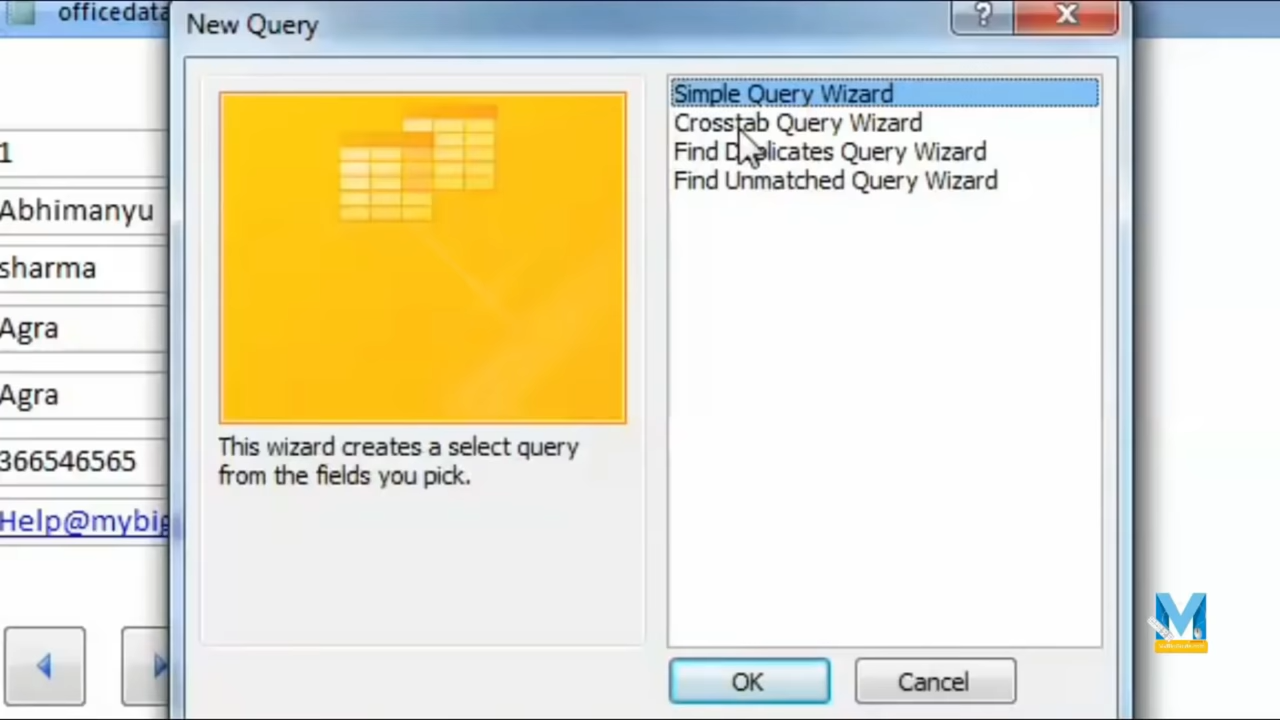 officedata
New Query
?
X
1
Abhimanyu
sharma
Agra
Agra
366546565
Help@mybig
Simple Query Wizard
Crosstab Query Wizard
Find Duplicates Query Wizard
Find Unmatched Query Wizard
This wizard creates a select query
from the fields you pick.
OK
Cancel
M